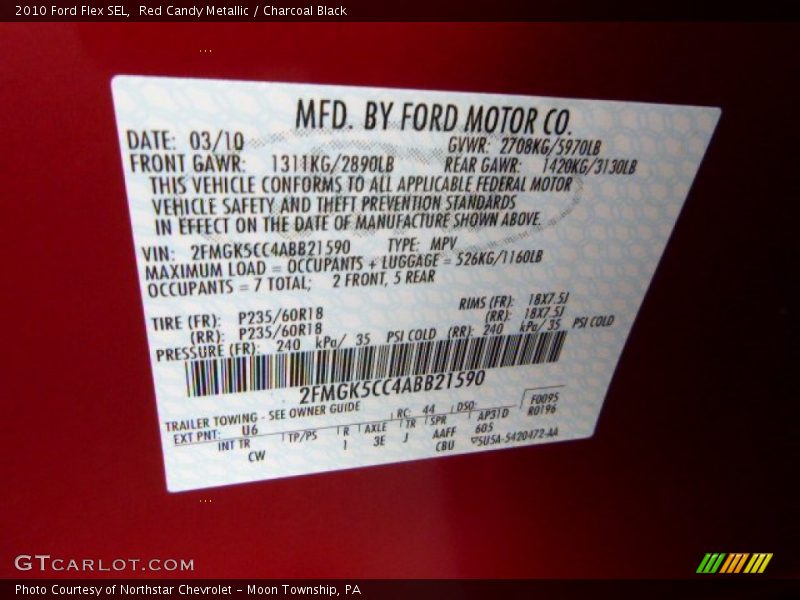 2010 Ford Flex SEL, Red Candy Metallic / Charcoal Black
MFD. BY FORD MOTOR CO.
DATE: 03/10 GVWR: 2708KG/5970LB
FRONT GAWR: 1311KG/2890LB REAR GAWR: 1420KG/3130LB
THIS VEHICLE CONFORMS TO ALL APPLICABLE FEDERAL MOTOR
VEHICLE SAFETY AND THEFT PREVENTION STANDARDS
IN EFFECT ON THE DATE OF MANUFACTURE SHOWN ABOVE.
VIN: 2FMGK5CC4ABB21590 TYPE: MPV
MAXIMUM LOAD = OCCUPANTS + LUGGAGE = 526KG/1160LB
OCCUPANTS = 7 TOTAL; 2 FRONT, 5 REAR
TIRE (FR): P235/60R18 RIMS (FR): 18X7.5J
(RR): P235/60R18 (RR): 18X7.5J
PRESSURE (FR): 240 kPa/ 35 PSI COLD (RR): 240 kPa/ 35 PSI COLD
2FMGK5CC4ABB21590
TRAILER TOWING - SEE OWNER GUIDE RC: 44 DSO: F0095
EXT PNT: U6 R AXLE TR SPR AP31D R0196
INT TR TP/PS 1 3E J AAFF 605
CW CBU 5U5A-5420472-AA
GTCARLOT.COM
Photo Courtesy of Northstar Chevrolet - Moon Township, PA